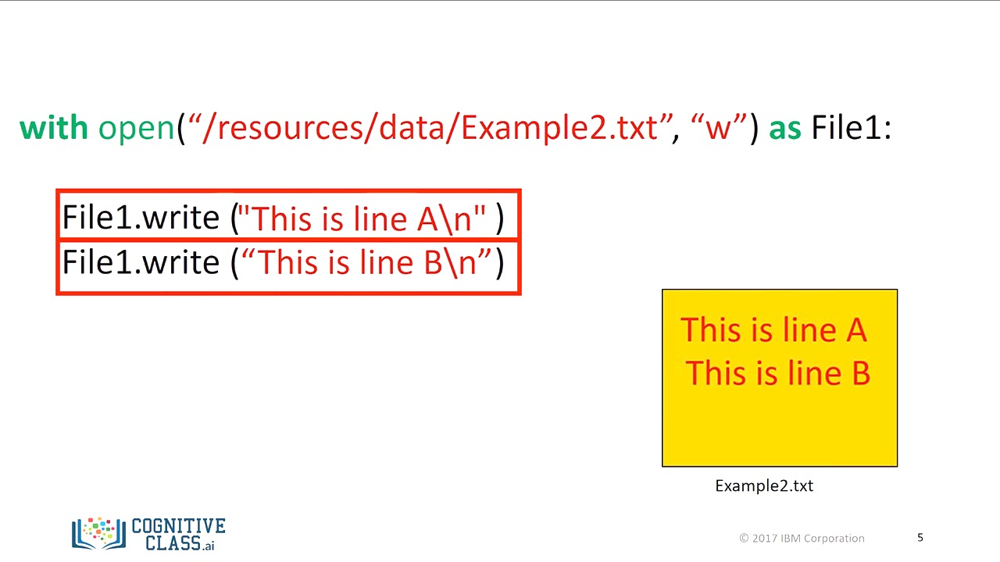 with open(“/resources/data/Example2.txt”, “w”) as File1:
File1.write ("This is line A\n" )
File1.write (“This is line B\n”)
This is line A
This is line B
Example2.txt
COGNITIVE
CLASS.ai
© 2017 IBM Corporation
5